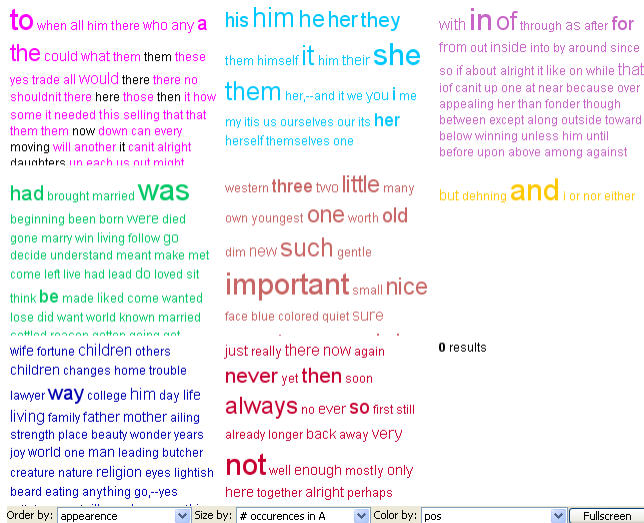 to when all him there who any a
the could what them them these
yes trade all would there there no
shouldnit there here those then it how
some it needed this selling that that
them them now down can every
moving will another it canit alright
daughters up each us out might
his him he her they
them himself it him their she
them her,--and it we you i me
my itis us ourselves our its her
herself themselves one
with in of through as after for
from out inside into by around since
so if about alright it like on while that
iof canit up one at near because over
appealing her than fonder though
between except along outside toward
below winning unless him until
before upon above among against
had brought married was
beginning been born were died
gone marry win living follow go
decide understand meant make met
come left live had lead do loved sit
think be made liked come wanted
lose did want world known married
settled reason gotten going got
western three two little many
own youngest one worth old
dim new such gentle
important small nice
face blue colored quiet sure
but dehning and i or nor either
wife fortune children others
children changes home trouble
lawyer way college him day life
living family father mother ailing
strength place beauty wonder years
joy world one man leading butcher
creature nature religion eyes lightish
beard eating anything go,--yes
just really there now again
never yet then soon
always no ever so first still
already longer back away very
not well enough mostly only
here together alright perhaps
0 results
Order by: appearence Size by: # occurences in A Color by: pos Fullscreen